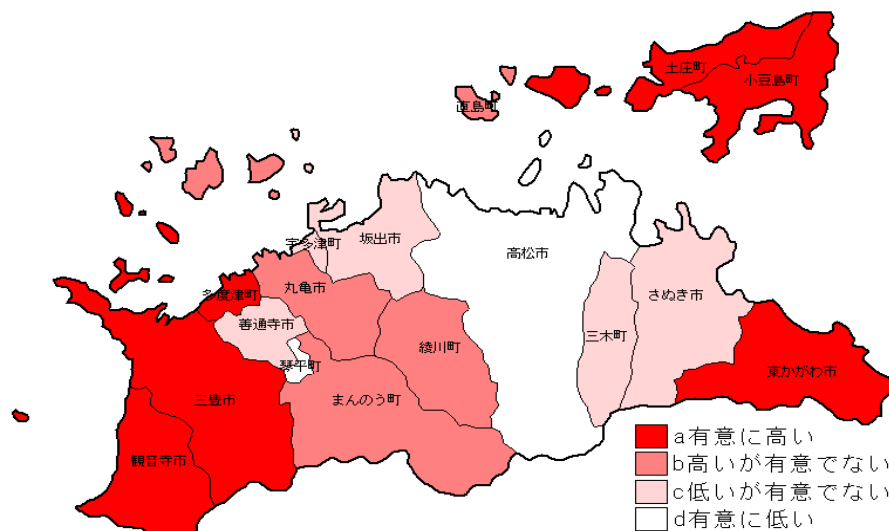 土庄町
小豆島町
直島町
宇多津町
坂出市
高松市
多度津町
丸亀市
さぬき市
善通寺市
三木町
綾川町
琴平町
東かがわ市
三豊市
まんのう町
観音寺市
a有意に高い
b高いが有意でない
c低いが有意でない
d有意に低い